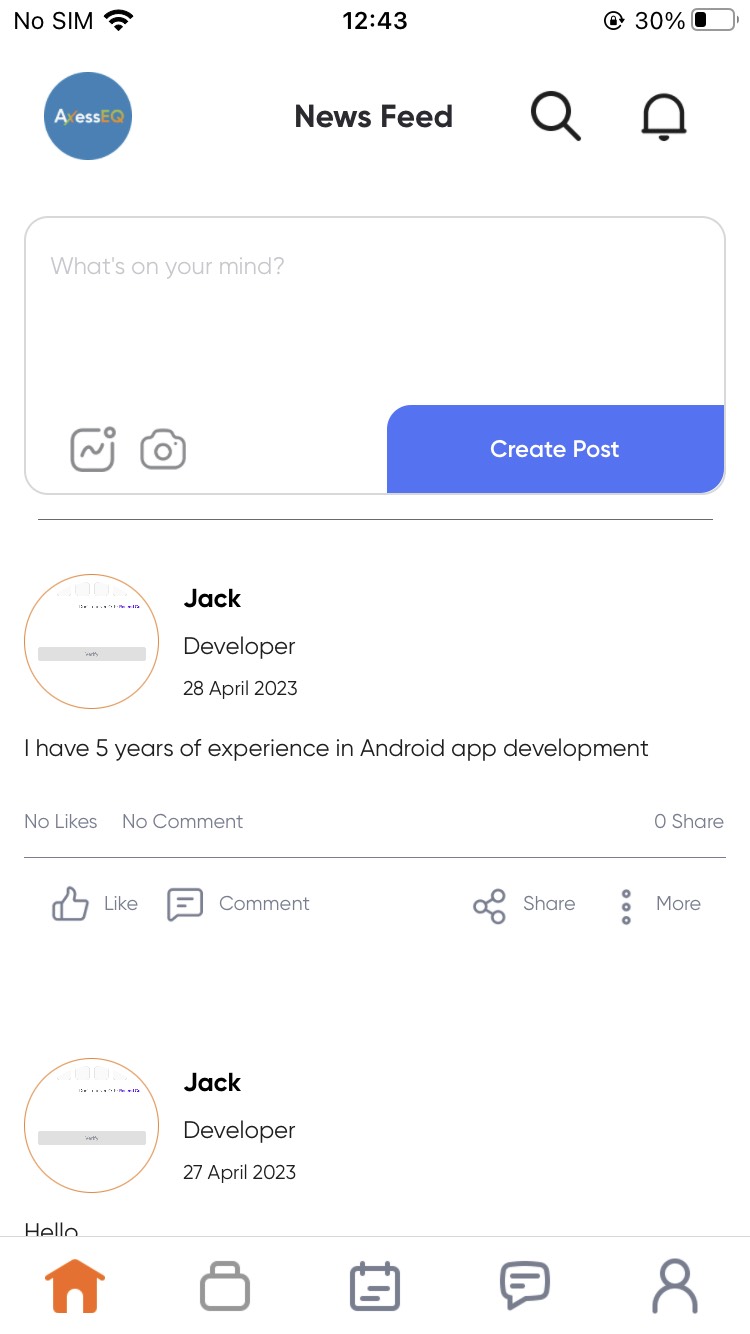 No SIM 12:43 30%
AxessEQ News Feed
What's on your mind?
Create Post
Jack
Developer
28 April 2023
I have 5 years of experience in Android app development
No Likes No Comment 0 Share
Like Comment Share More
Jack
Developer
27 April 2023
Hello